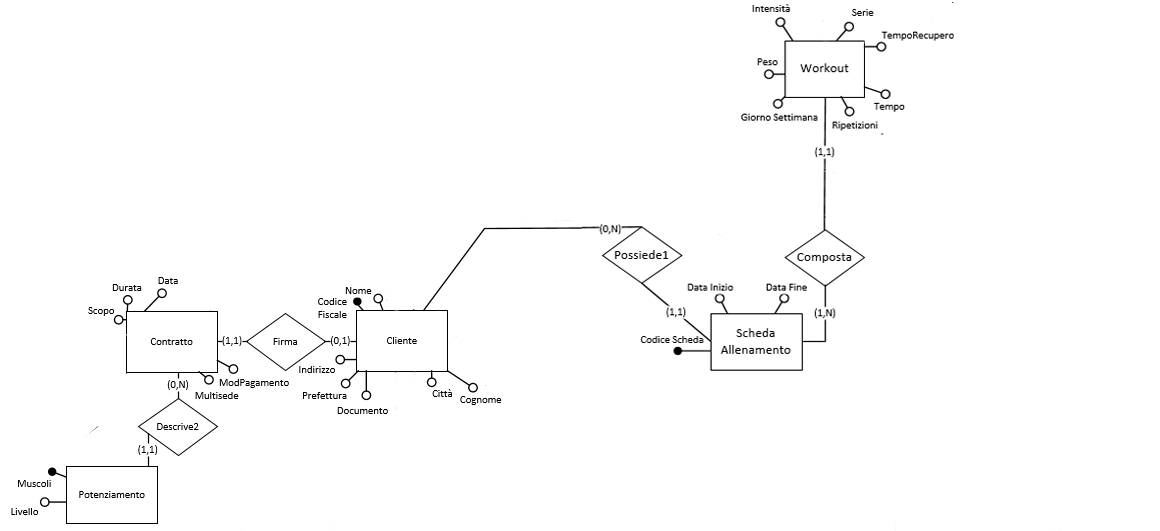 Intensità
Serie
TempoRecupero
Peso
Workout
Giorno Settimana
Tempo
Ripetizioni
(1,1)
(0,N)
Possiede1
Composta
Data
Durata
Scopo
Nome
Codice
Fiscale
Data Inizio
Data Fine
(1,1)
(1,N)
Contratto
(1,1)
Firma
(0,1)
Cliente
Codice Scheda
Scheda
Allenamento
Indirizzo
(0,N)
ModPagamento
Multisede
Prefettura
Documento
Città
Cognome
Descrive2
(1,1)
Muscoli
Livello
Potenziamento